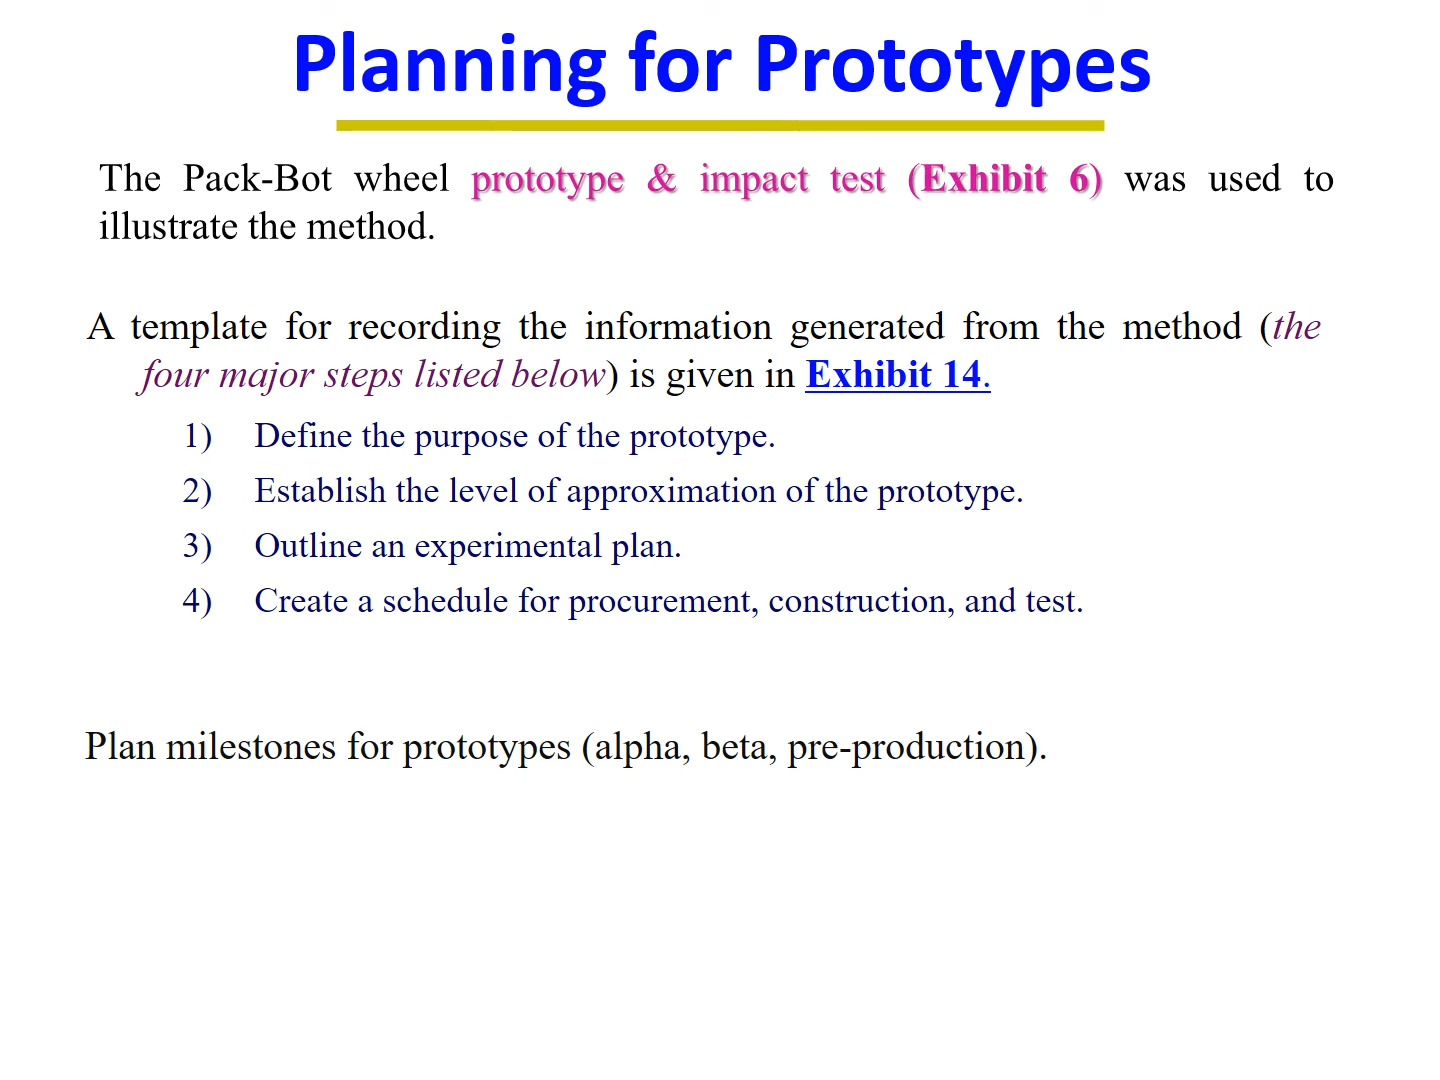 Planning for Prototypes
The Pack-Bot wheel prototype & impact test (Exhibit 6) was used to
illustrate the method.
A template for recording the information generated from the method (the
four major steps listed below) is given in Exhibit 14.
1) Define the purpose of the prototype.
2) Establish the level of approximation of the prototype.
3) Outline an experimental plan.
4) Create a schedule for procurement, construction, and test.
Plan milestones for prototypes (alpha, beta, pre-production).